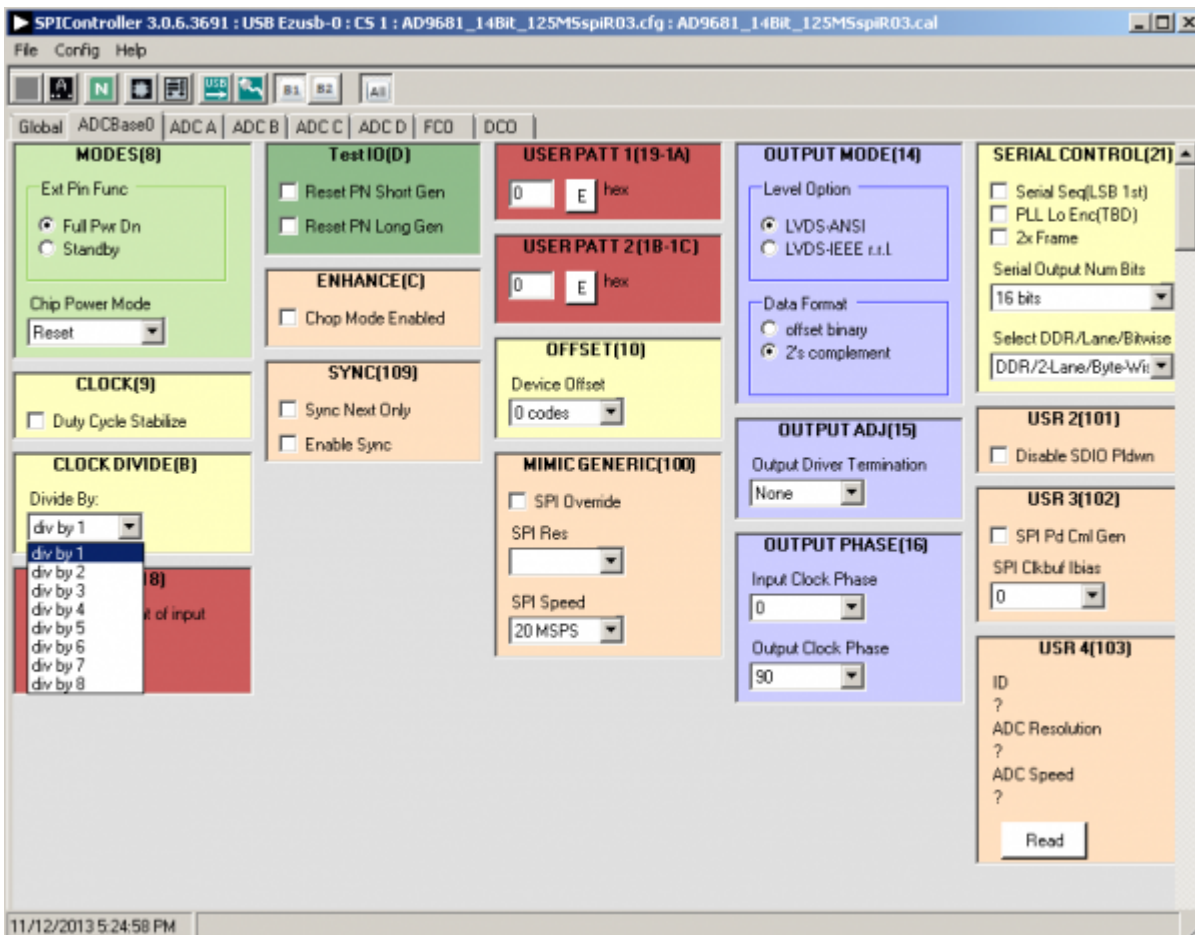 SPIController 3.0.6.3691 : USB Ezusb-0 : CS 1 : AD9681_14Bit_125MSspiR03.cfg : AD9681_14Bit_125MSspiR03.cal
File Config Help
A N USB B1 B2 All
Global ADCBase0 ADC A ADC B ADC C ADC D FCO DCO
MODES(8)
Ext Pin Func
Full Pwr Dn
Standby
Chip Power Mode
Reset
CLOCK(9)
Duty Cycle Stabilize
CLOCK DIVIDE(B)
Divide By:
div by 1
div by 1
div by 2
div by 3
div by 4
div by 5
div by 6
div by 7
div by 8
18)
of input
Test IO(D)
Reset PN Short Gen
Reset PN Long Gen
ENHANCE(C)
Chop Mode Enabled
SYNC(109)
Sync Next Only
Enable Sync
USER PATT 1(19-1A)
0 E hex
USER PATT 2(1B-1C)
0 E hex
OFFSET(10)
Device Offset
0 codes
MIMIC GENERIC(100)
SPI Override
SPI Res
SPI Speed
20 MSPS
OUTPUT MODE(14)
Level Option
LVDS-ANSI
LVDS-IEEE r.r.l.
Data Format
offset binary
2's complement
OUTPUT ADJ(15)
Output Driver Termination
None
OUTPUT PHASE(16)
Input Clock Phase
0
Output Clock Phase
90
SERIAL CONTROL(21)
Serial Seq(LSB 1st)
PLL Lo Enc(TBD)
2x Frame
Serial Output Num Bits
16 bits
Select DDR/Lane/Bitwise
DDR/2-Lane/Byte-Wis
USR 2(101)
Disable SDIO Pldwn
USR 3(102)
SPI Pd Cml Gen
SPI Clkbuf Ibias
0
USR 4(103)
ID
?
ADC Resolution
?
ADC Speed
?
Read
11/12/2013 5:24:58 PM